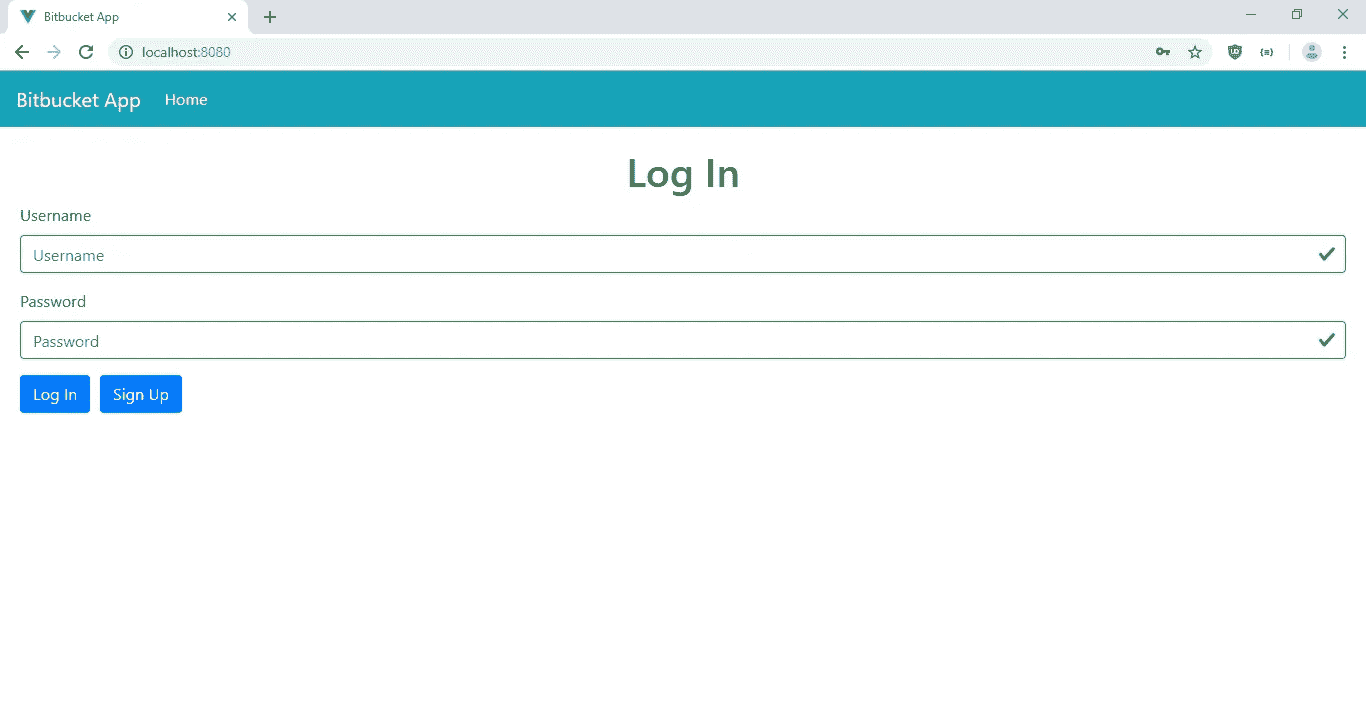 Bitbucket App
localhost:8080
Bitbucket App Home
Log In
Username
Username
Password
Password
Log In Sign Up